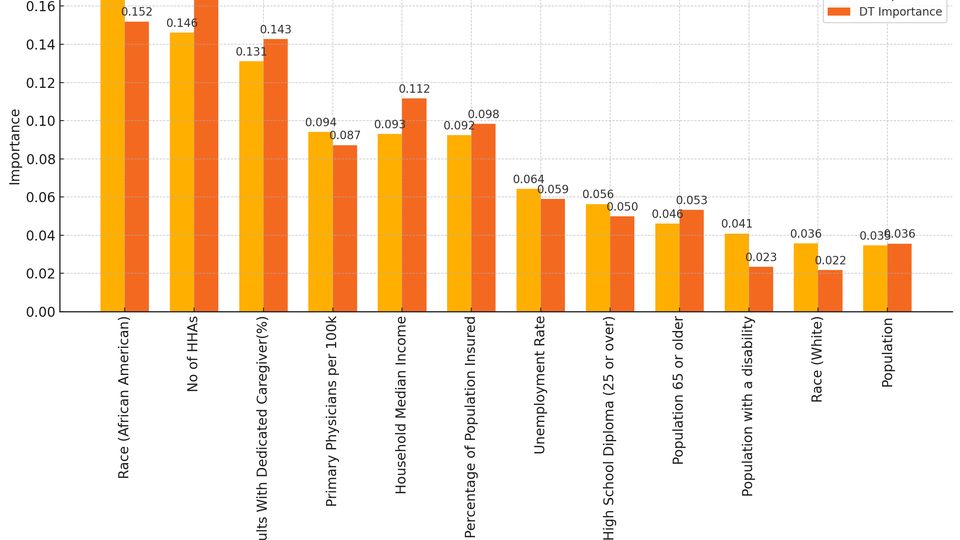 DT Importance
Importance
0.16
0.14
0.12
0.10
0.08
0.06
0.04
0.02
0.00
0.152
0.146
0.131
0.143
0.094
0.087
0.093
0.112
0.092
0.098
0.064
0.059
0.056
0.050
0.046
0.053
0.041
0.023
0.036
0.022
0.035
0.036
Race (African American)
No of HHAs
With Dedicated Caregiver(%)
Primary Physicians per 100k
Household Median Income
Percentage of Population Insured
Unemployment Rate
High School Diploma (25 or over)
Population 65 or older
Population with a disability
Race (White)
Population